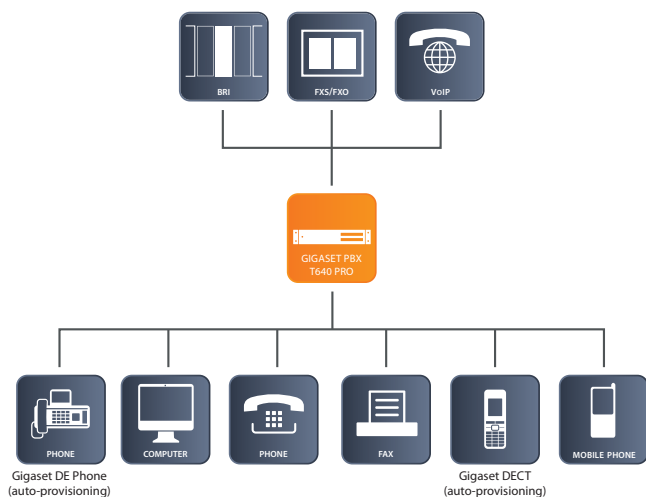 BRI
FXS/FXO
VoIP
GIGASET PBX
T640 PRO
PHONE
COMPUTER
PHONE
FAX
PHONE
MOBILE PHONE
Gigaset DE Phone
(auto-provisioning)
Gigaset DECT
(auto-provisioning)